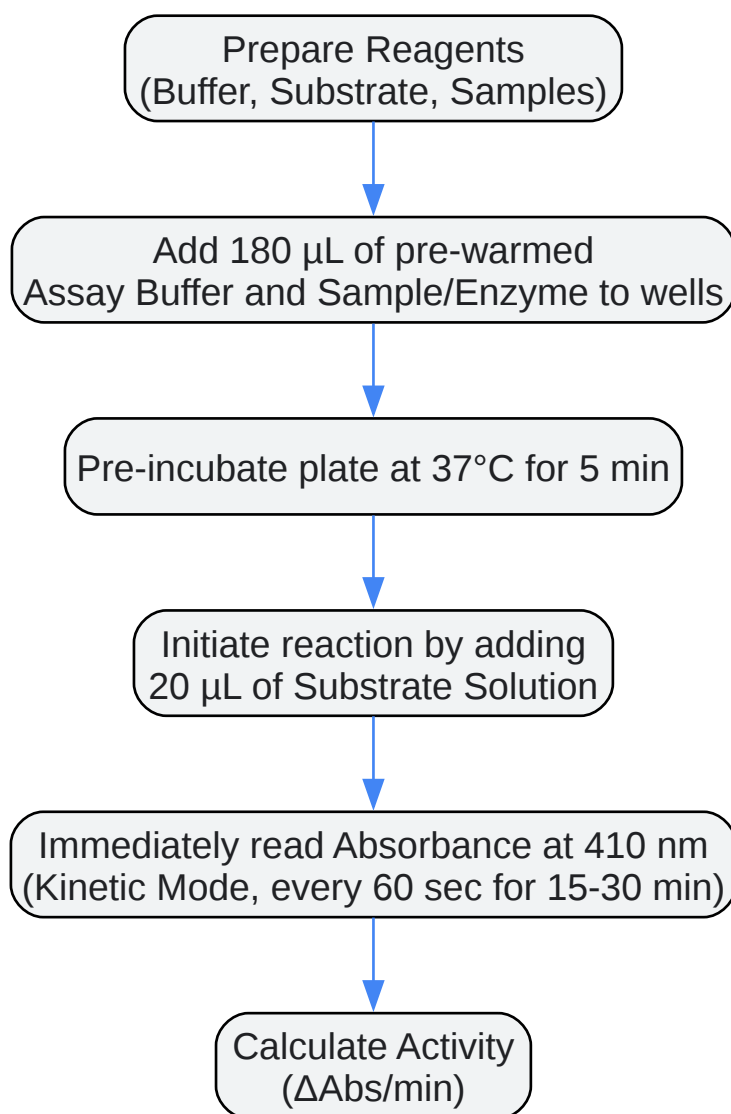 Prepare Reagents
(Buffer, Substrate, Samples)
Add 180 µL of pre-warmed
Assay Buffer and Sample/Enzyme to wells
Pre-incubate plate at 37°C for 5 min
Initiate reaction by adding
20 µL of Substrate Solution
Immediately read Absorbance at 410 nm
(Kinetic Mode, every 60 sec for 15-30 min)
Calculate Activity
(ΔAbs/min)